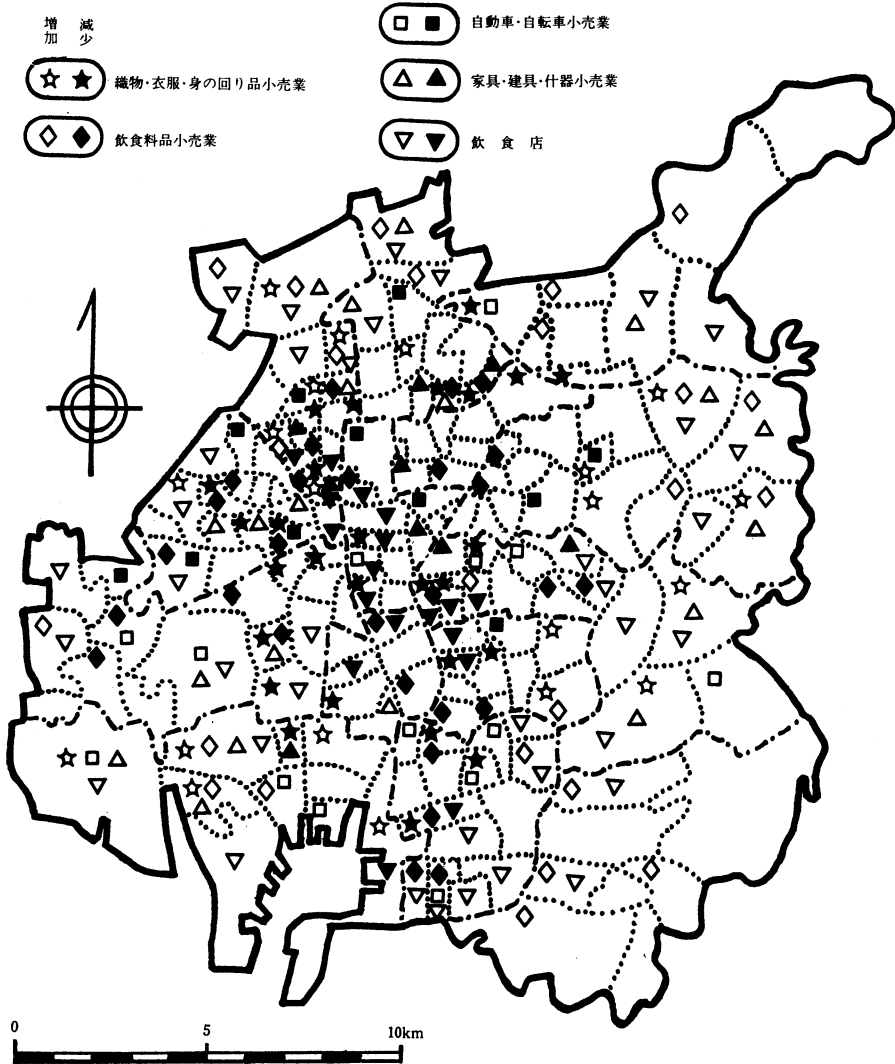 増加 減少
織物・衣服・身の回り品小売業
飲食料品小売業
自動車・自転車小売業
家具・建具・什器小売業
飲食店
0 5 10km